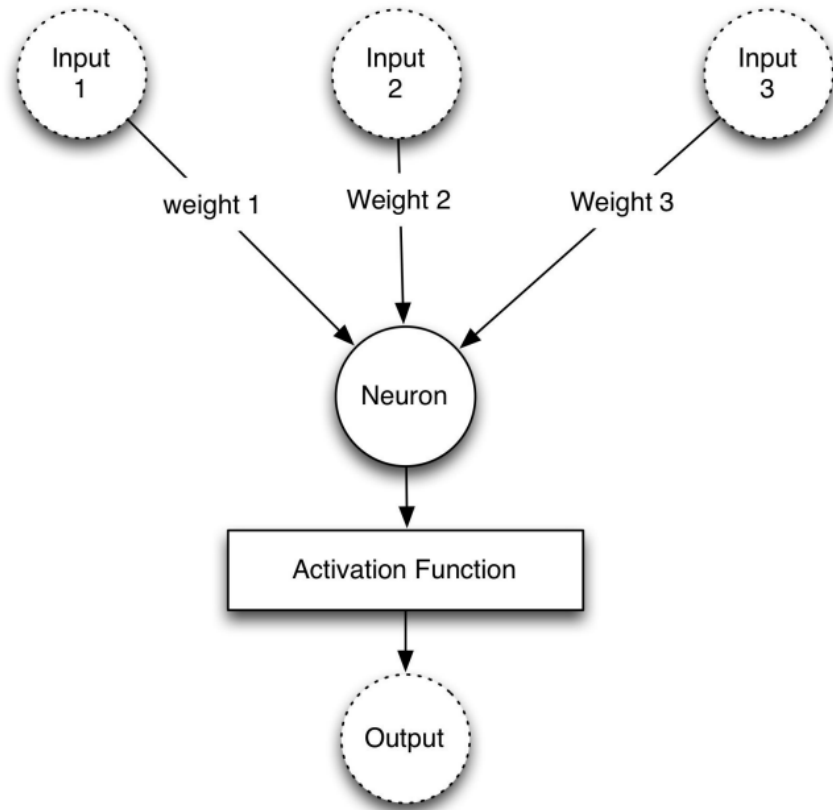 Input
1
Input
2
Input
3
weight 1
Weight 2
Weight 3
Neuron
Activation Function
Output